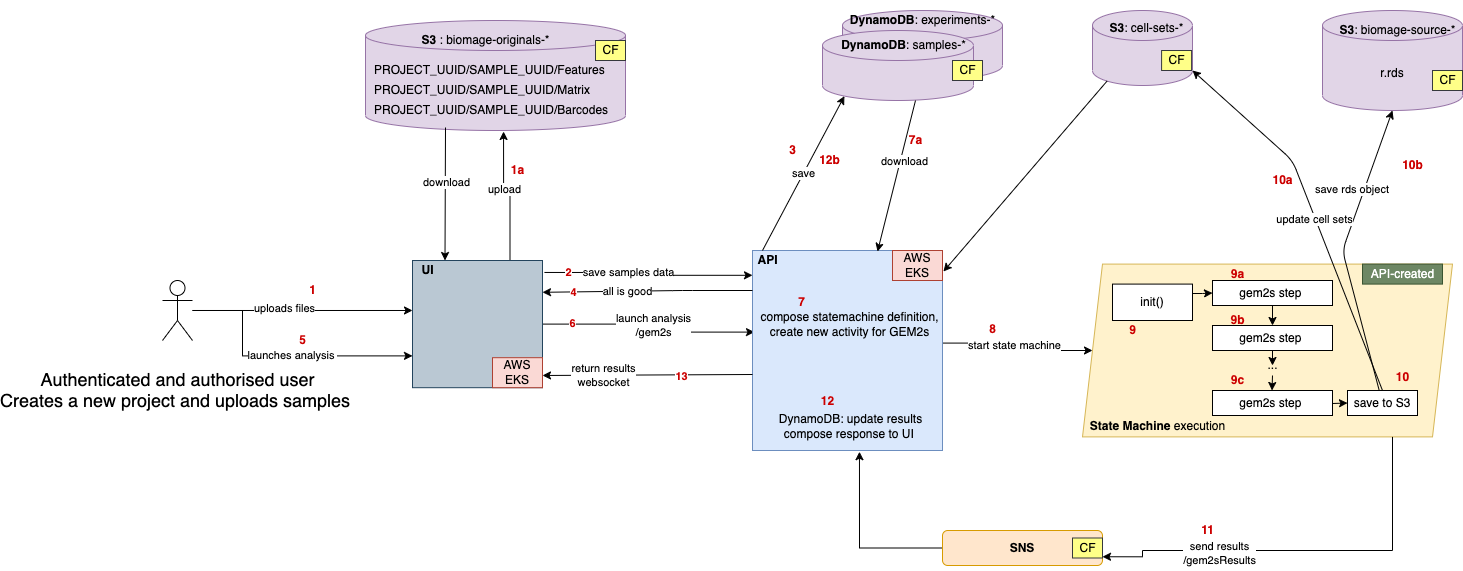 S3 : biomage-originals-*
CF
PROJECT_UUID/SAMPLE_UUID/Features
PROJECT_UUID/SAMPLE_UUID/Matrix
PROJECT_UUID/SAMPLE_UUID/Barcodes
DynamoDB: experiments-*
DynamoDB: samples-*
CF
S3: cell-sets-*
CF
S3: biomage-source-*
r.rds
CF
download
1a
upload
3
12b
save
7a
download
10a
10b
save rds object
update cell sets
UI
AWS
EKS
API
AWS
EKS
1
uploads files
5
launches analysis
Authenticated and authorised user
Creates a new project and uploads samples
2
save samples data
4
all is good
6
launch analysis
/gem2s
return results
websocket
13
7
compose statemachine definition,
create new activity for GEM2s
12
DynamoDB: update results
compose response to UI
8
start state machine
API-created
init()
9
9a
gem2s step
9b
gem2s step
...
9c
gem2s step
10
save to S3
State Machine execution
SNS
CF
11
send results
/gem2sResults